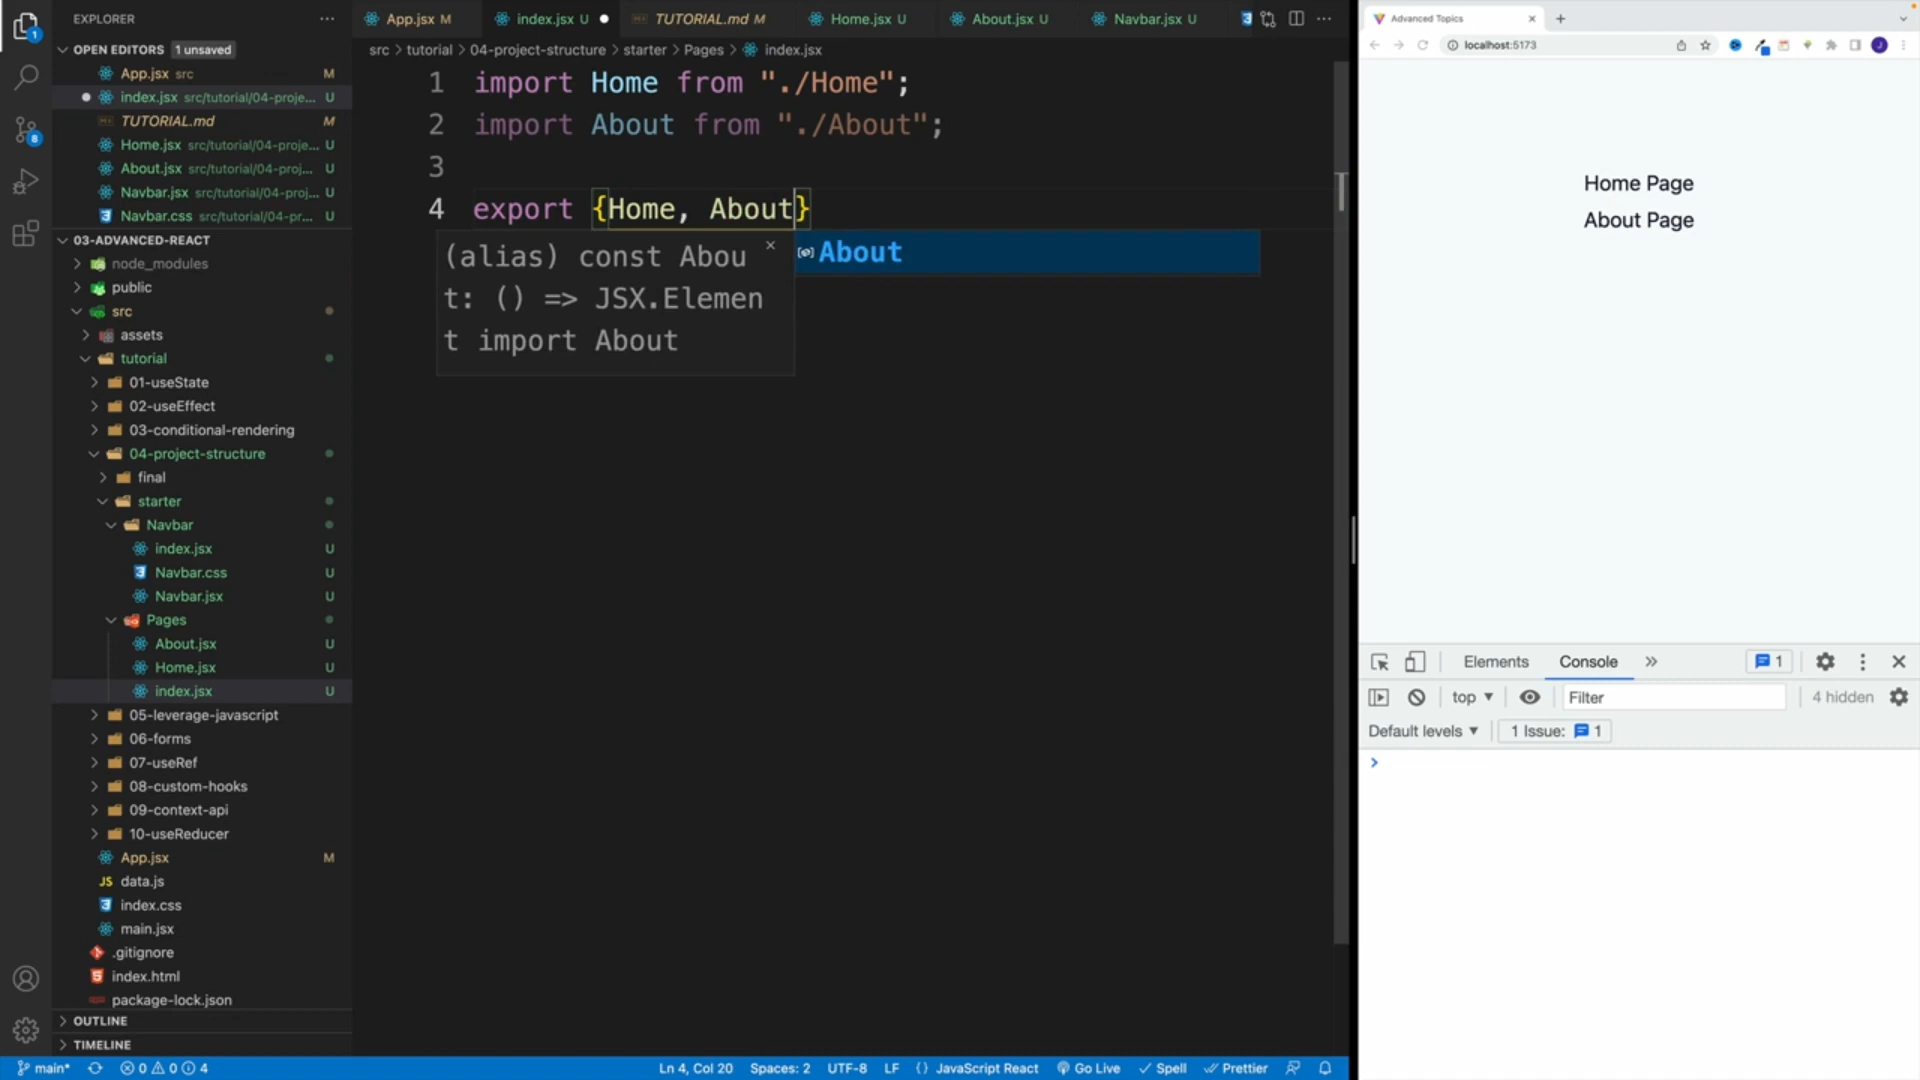 EXPLORER
OPEN EDITORS 1 unsaved
App.jsx src M
index.jsx src/tutorial/04-proje...
TUTORIAL.md M
Home.jsx src/tutorial/04-proje... U
About.jsx src/tutorial/04-proj... U
Navbar.jsx src/tutorial/04-proj... U
Navbar.css src/tutorial/04-pr... U
03-ADVANCED-REACT
node_modules
public
src
assets
tutorial
01-useState
02-useEffect
03-conditional-rendering
04-project-structure
final
starter
Navbar
index.jsx U
Navbar.css U
Navbar.jsx U
Pages
About.jsx U
Home.jsx U
index.jsx U
05-leverage-javascript
06-forms
07-useRef
08-custom-hooks
09-context-api
10-useReducer
App.jsx M
data.js
index.css
main.jsx
.gitignore
index.html
package-lock.json
OUTLINE
TIMELINE
App.jsx M index.jsx U TUTORIAL.md M Home.jsx U About.jsx U Navbar.jsx U
src > tutorial > 04-project-structure > starter > Pages > index.jsx
1 import Home from "./Home";
2 import About from "./About";
3
4 export {Home, About}
(alias) const Abou
t: () => JSX.Elemen
t import About
About
main* 0 0 4 Ln 4, Col 20 Spaces: 2 UTF-8 LF {} JavaScript React Go Live Spell Prettier
Advanced Topics
localhost:5173
Home Page
About Page
Elements Console 1
top Filter 4 hidden
Default levels 1 Issue: 1